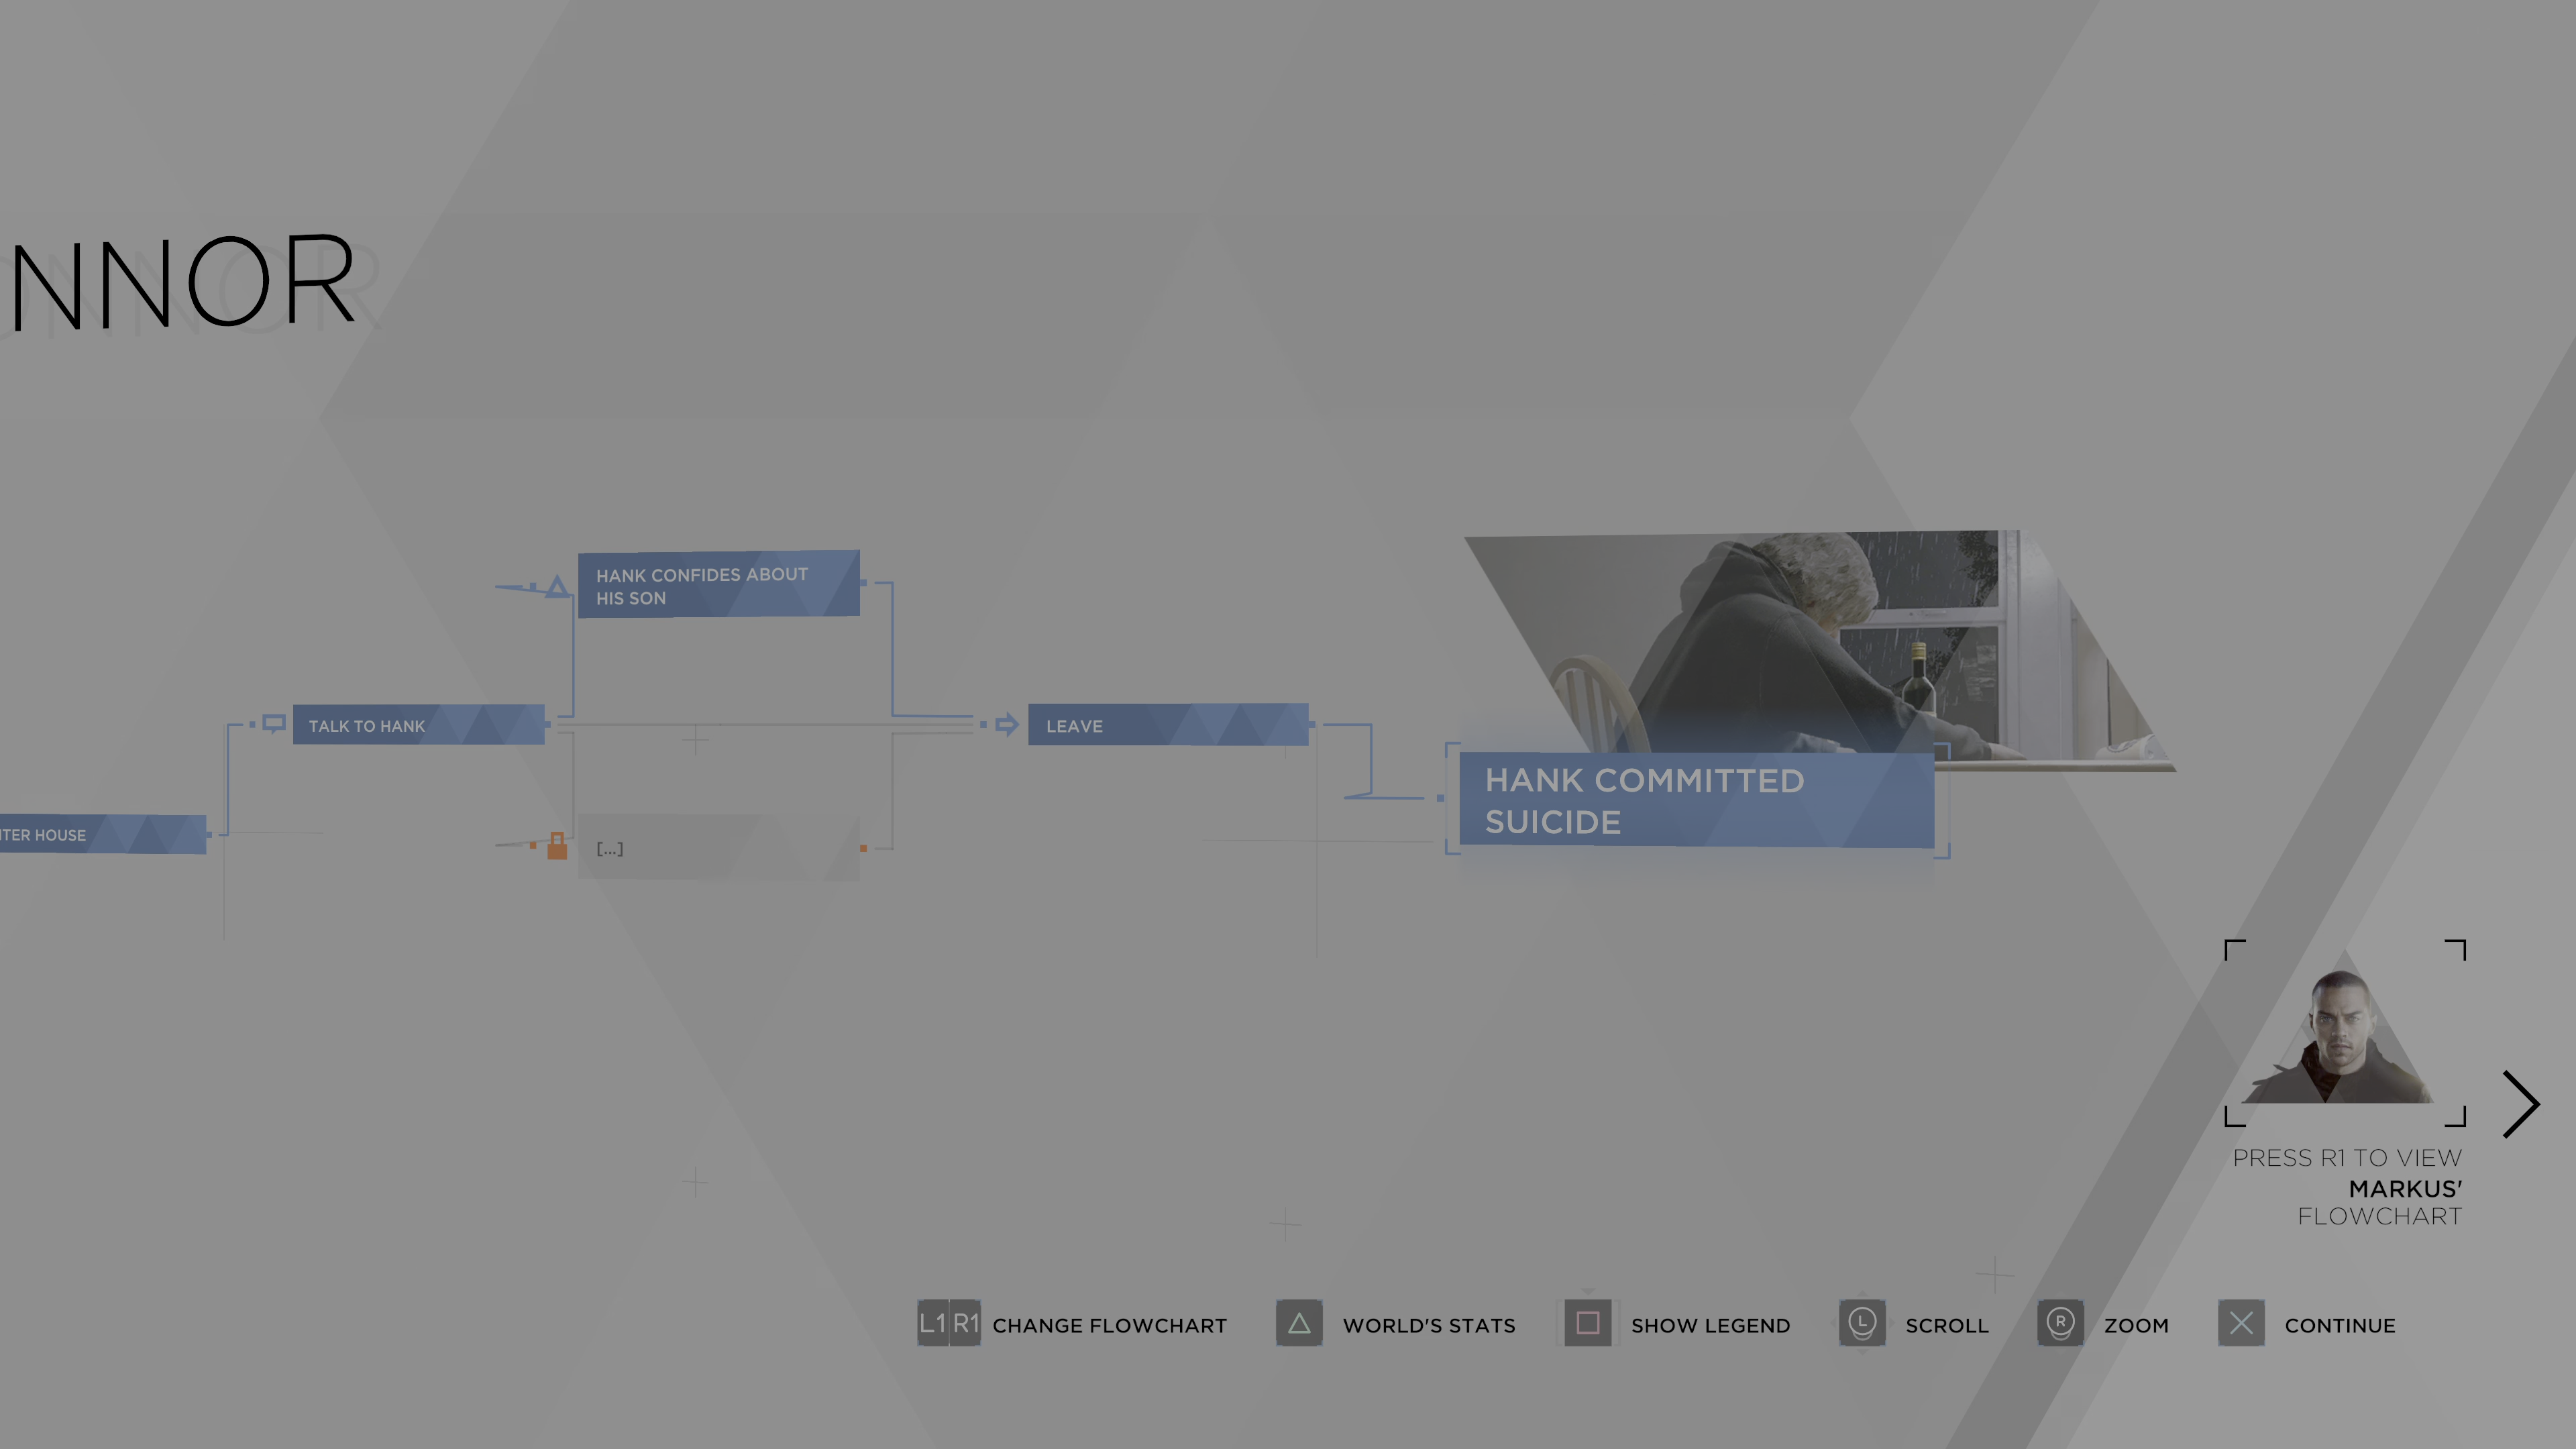 NNOR
HANK CONFIDES ABOUT
HIS SON
TALK TO HANK
LEAVE
HANK COMMITTED
SUICIDE
TER HOUSE
[...]
PRESS R1 TO VIEW
MARKUS'
FLOWCHART
L1 R1 CHANGE FLOWCHART
WORLD'S STATS
SHOW LEGEND
L SCROLL
R ZOOM
CONTINUE